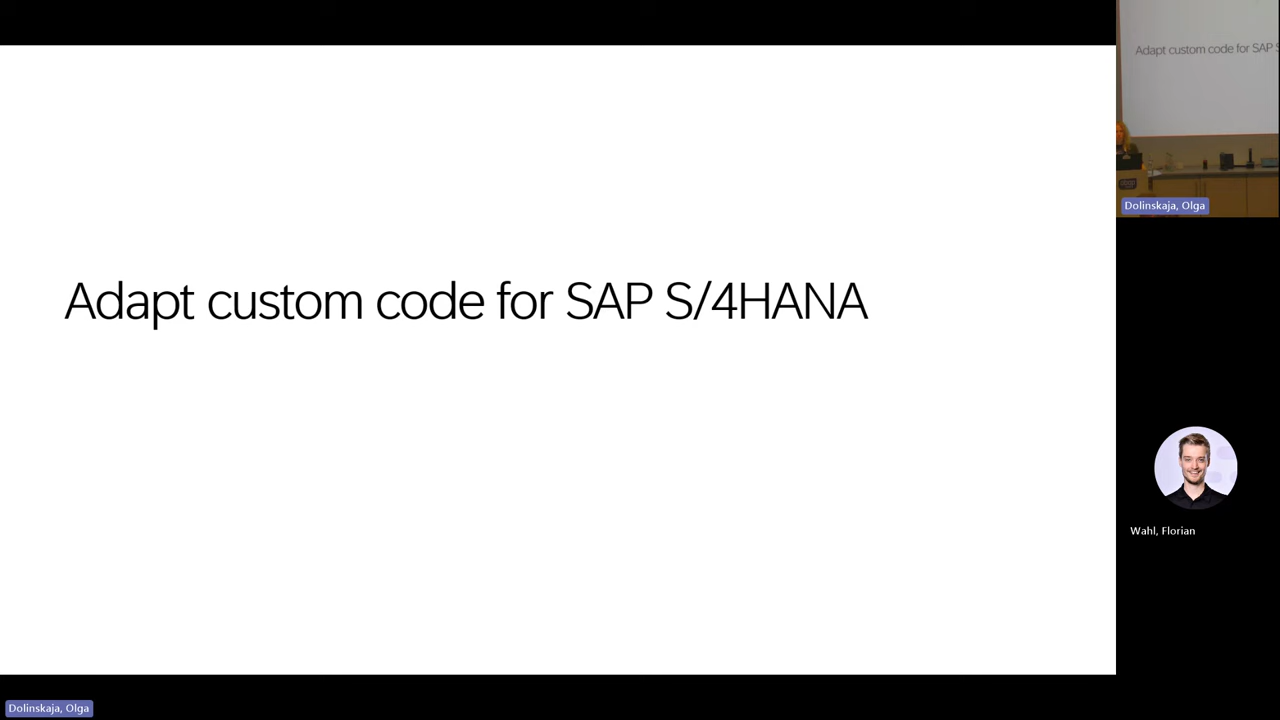 Adapt custom code for SAP S/4HANA
Adapt custom code for SAP S
Dolinskaja, Olga
Wahl, Florian
Dolinskaja, Olga